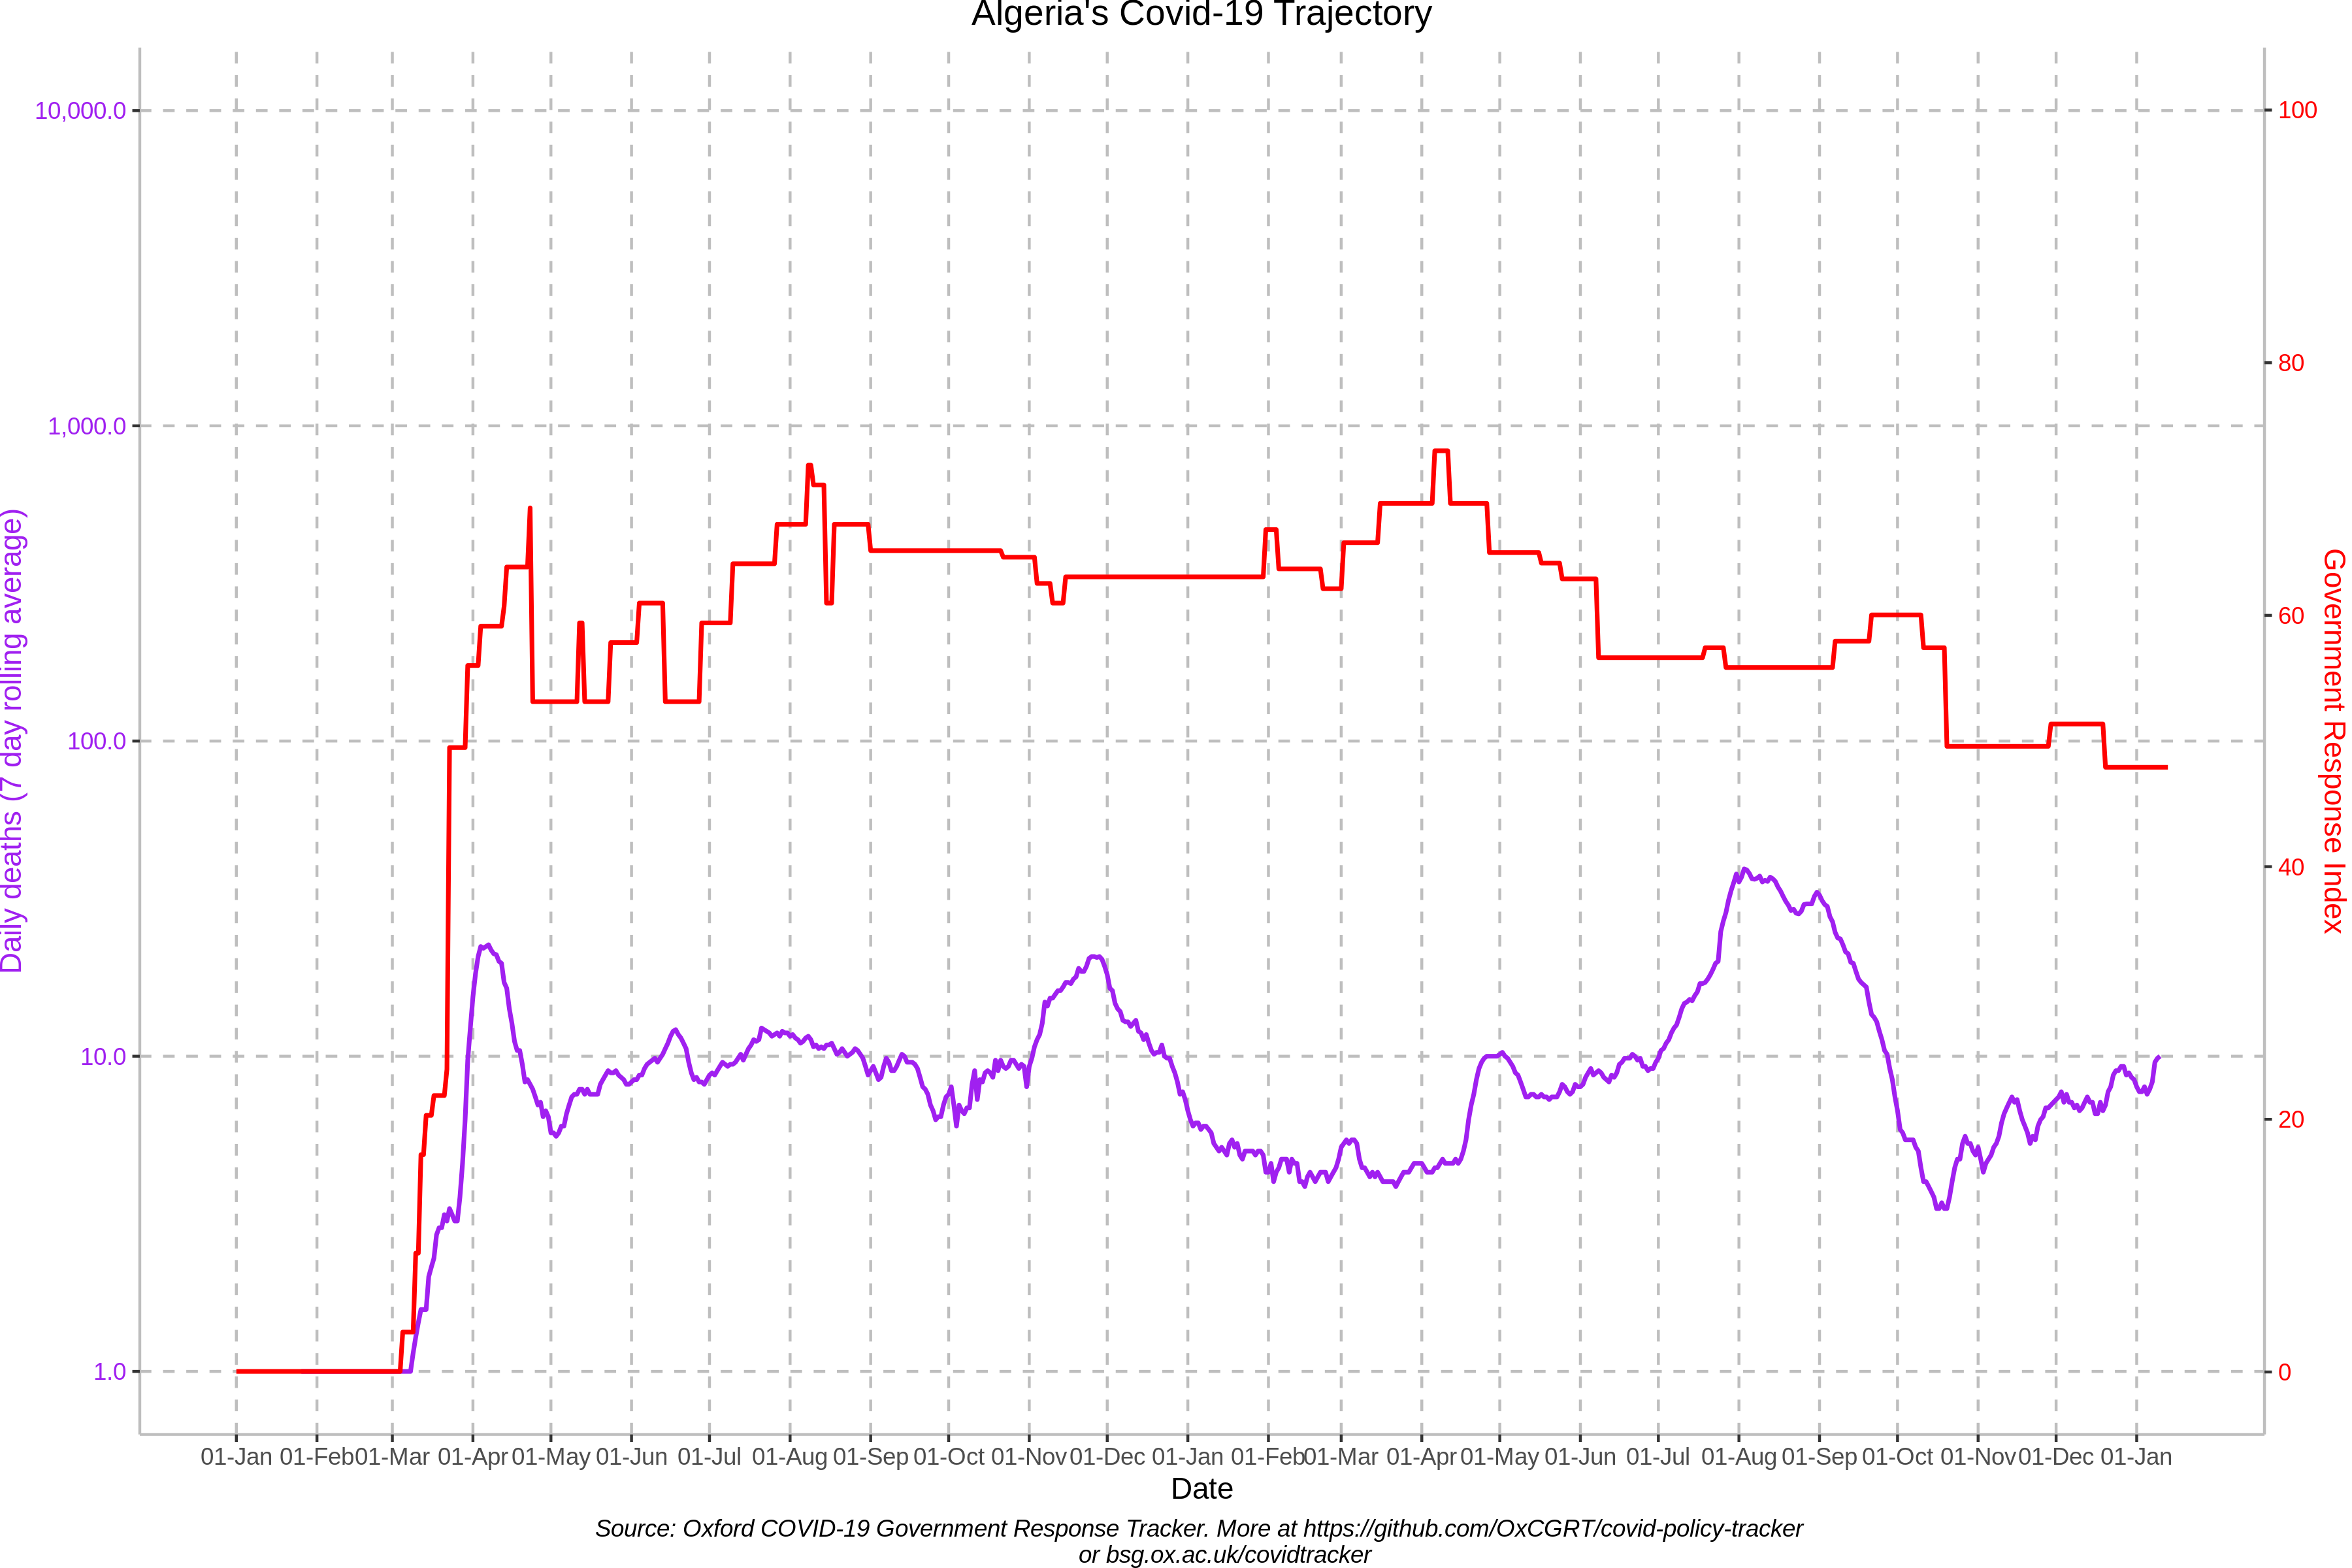 Algeria's Covid-19 Trajectory
10,000.0
1,000.0
100.0
10.0
1.0
Daily deaths (7 day rolling average)
100
80
60
40
20
0
Government Response Index
01-Jan 01-Feb 01-Mar 01-Apr 01-May 01-Jun 01-Jul 01-Aug 01-Sep 01-Oct 01-Nov 01-Dec 01-Jan 01-Feb 01-Mar 01-Apr 01-May 01-Jun 01-Jul 01-Aug 01-Sep 01-Oct 01-Nov 01-Dec 01-Jan
Date
Source: Oxford COVID-19 Government Response Tracker. More at https://github.com/OxCGRT/covid-policy-tracker
or bsg.ox.ac.uk/covidtracker